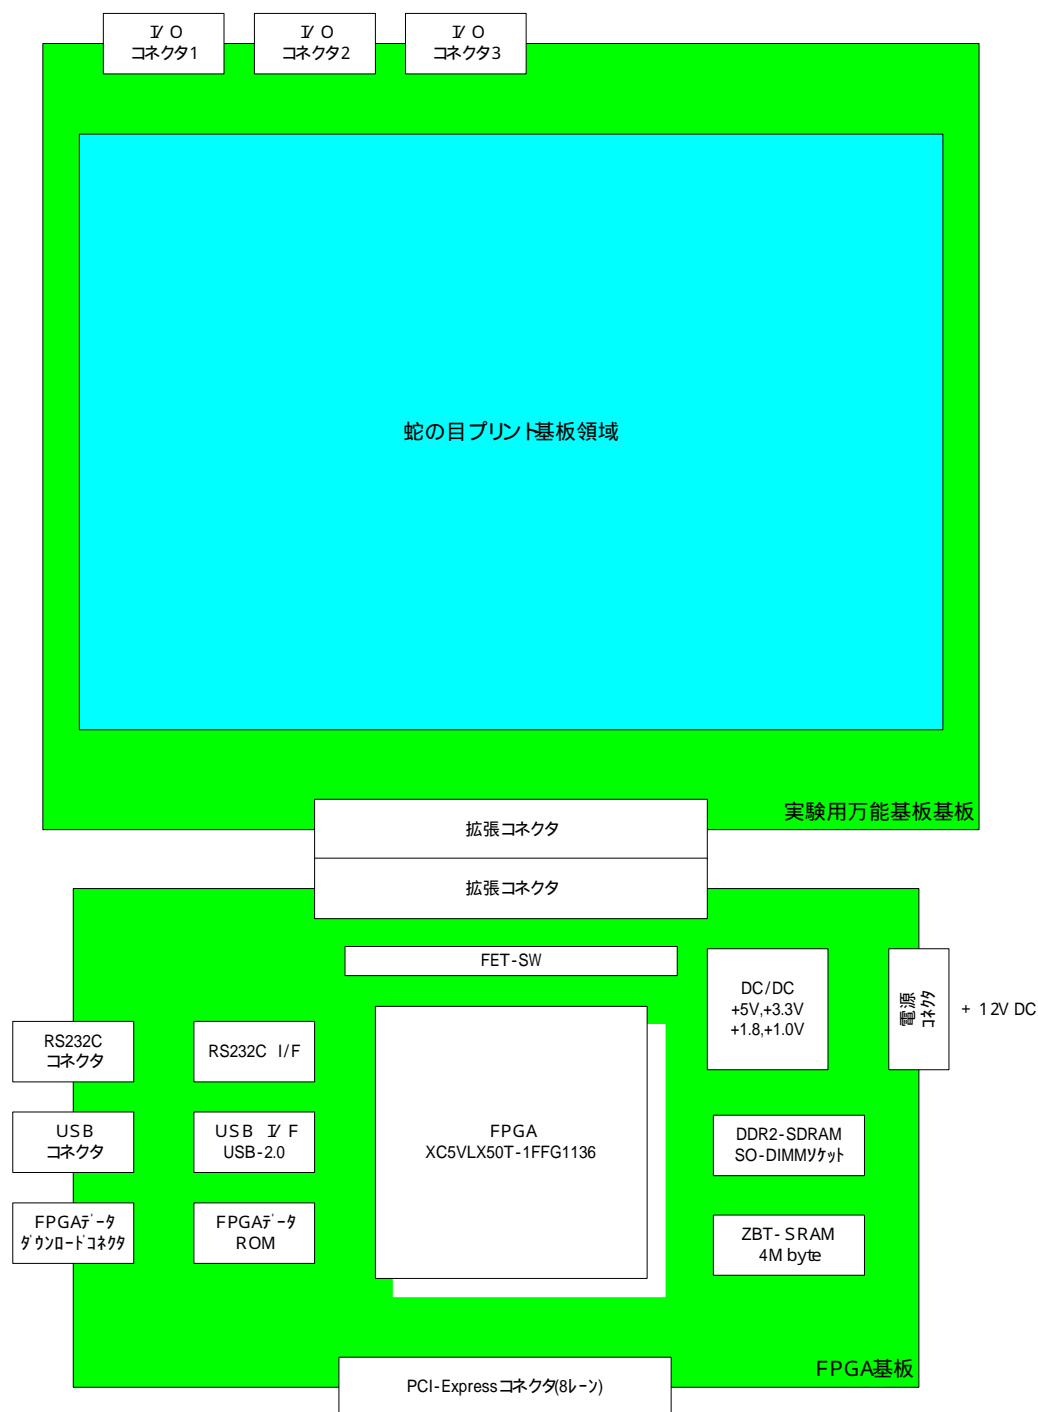 I/O
コネクタ1
I/O
コネクタ2
I/O
コネクタ3
蛇の目プリント基板領域
実験用万能基板基板
拡張コネクタ
拡張コネクタ
FET-SW
DC/DC
+5V,+3.3V
+1.8,+1.0V
電源
コネクタ
+12V DC
RS232C
コネクタ
RS232C I/F
USB
コネクタ
USB I/F
USB-2.0
FPGA
XC5VLX50T-1FFG1136
DDR2-SDRAM
SO-DIMMソケット
FPGAデータ
ダウンロードコネクタ
FPGAデータ
ROM
ZBT-SRAM
4Mbyte
FPGA基板
PCI-Expressコネクタ(8レーン)